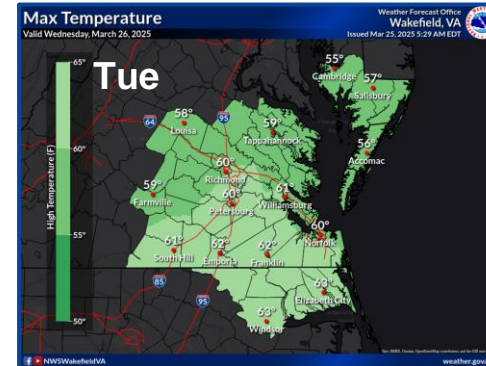 Max Temperature
Valid Wednesday, March 26, 2025
Weather Forecast Office
Wakefield, VA
Issued Mar 25, 2025 5:29 AM EDT
Tue
High Temperature (F)
65°
60°
55°
50°
55°
Cambridge
57°
Salisbury
58°
Louisa
64
95
59°
Tappahannock
56°
Accomac
60°
Richmond
59°
Farmville
60°
Petersburg
61°
Williamsburg
60°
Norfolk
61°
South Hill
62°
Emporia
62°
Franklin
85
95
63°
Elizabeth City
63°
Windsor
NWSWakefieldVA
weather.gov